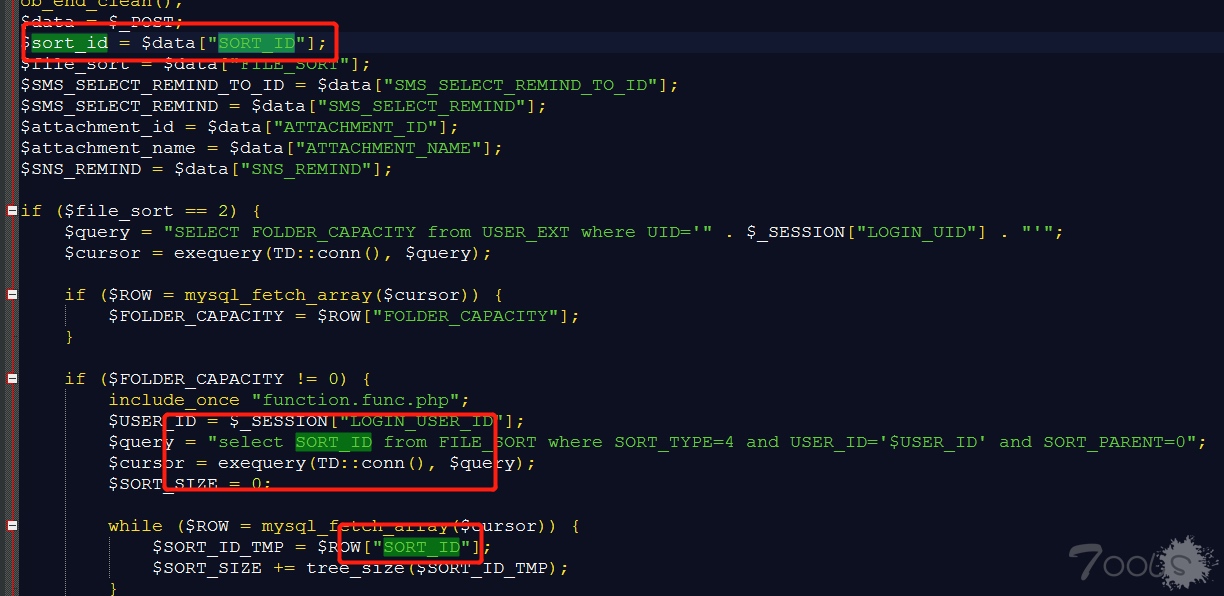 ob_end_clean();
$data = $_POST;
$sort_id = $data["SORT_ID"];
$file_sort = $data["FILE_SORT"];
$SMS_SELECT_REMIND_TO_ID = $data["SMS_SELECT_REMIND_TO_ID"];
$SMS_SELECT_REMIND = $data["SMS_SELECT_REMIND"];
$attachment_id = $data["ATTACHMENT_ID"];
$attachment_name = $data["ATTACHMENT_NAME"];
$SNS_REMIND = $data["SNS_REMIND"];
if ($file_sort == 2) {
$query = "SELECT FOLDER_CAPACITY from USER_EXT where UID='" . $_SESSION["LOGIN_UID"] . "'";
$cursor = exequery(TD::conn(), $query);
if ($ROW = mysql_fetch_array($cursor)) {
$FOLDER_CAPACITY = $ROW["FOLDER_CAPACITY"];
}
if ($FOLDER_CAPACITY != 0) {
include_once "function.func.php";
$USER_ID = $_SESSION["LOGIN_USER_ID"];
$query = "select SORT_ID from FILE_SORT where SORT_TYPE=4 and USER_ID='$USER_ID' and SORT_PARENT=0";
$cursor = exequery(TD::conn(), $query);
$SORT_SIZE = 0;
while ($ROW = mysql_fetch_array($cursor)) {
$SORT_ID_TMP = $ROW["SORT_ID"];
$SORT_SIZE += tree_size($SORT_ID_TMP);
}
7ools